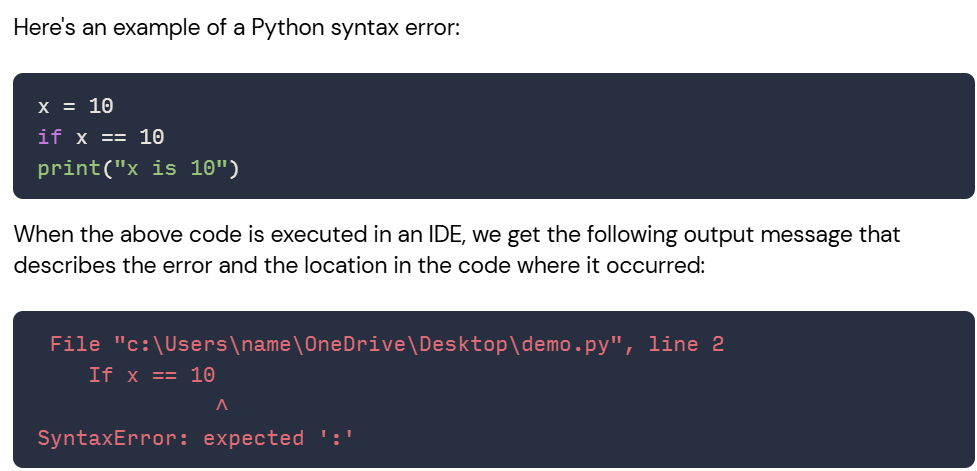 Here's an example of a Python syntax error:
x = 10
if x == 10
print("x is 10")
When the above code is executed in an IDE, we get the following output message that
describes the error and the location in the code where it occurred:
File "c:\Users\name\OneDrive\Desktop\demo.py", line 2
If x == 10
^
SyntaxError: expected ':'